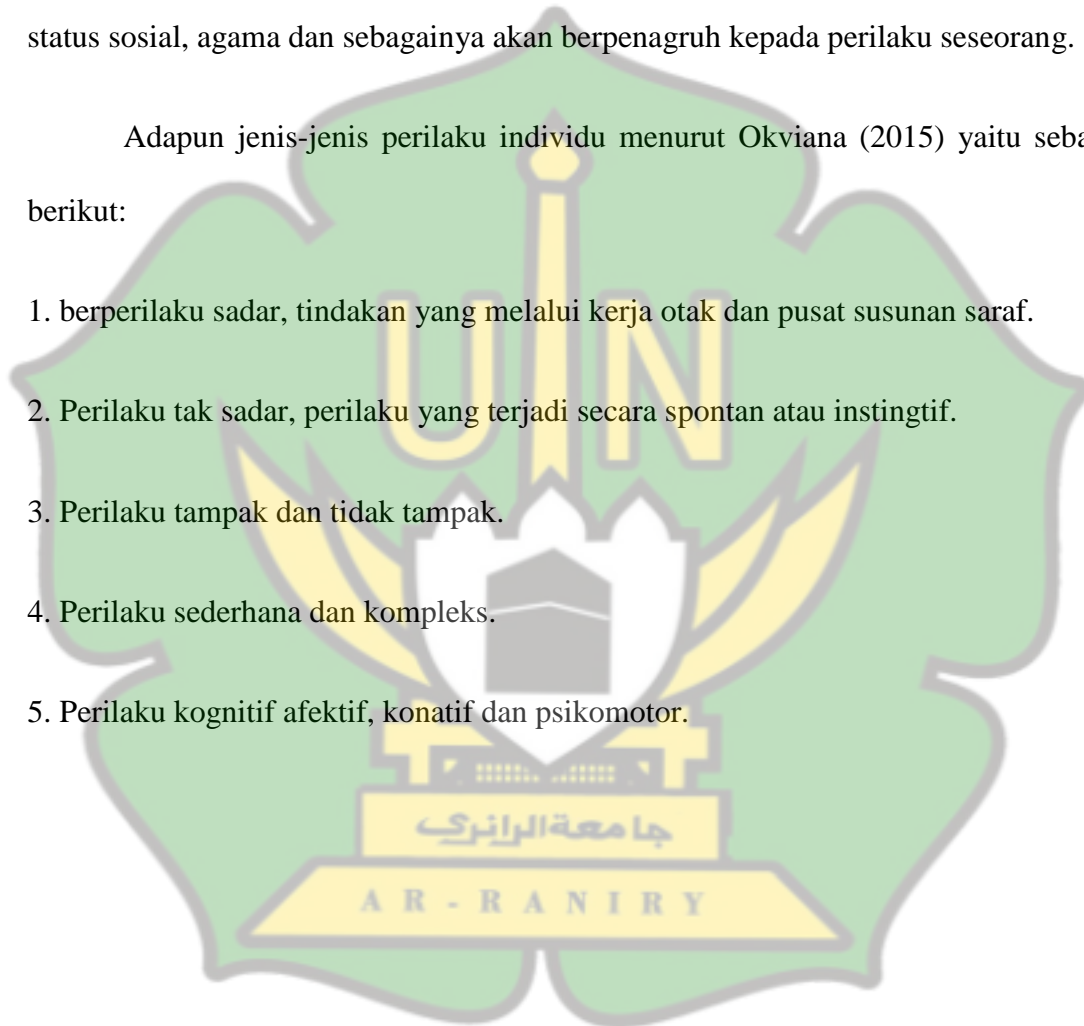 status sosial, agama dan sebagainya akan berpenagruh kepada perilaku seseorang.
Adapun jenis-jenis perilaku individu menurut Okviana (2015) yaitu seba
berikut:
1. berperilaku sadar, tindakan yang melalui kerja otak dan pusat susunan saraf.
2. Perilaku tak sadar, perilaku yang terjadi secara spontan atau instingtif.
3. Perilaku tampak dan tidak tampak.
4. Perilaku sederhana dan kompleks.
5. Perilaku kognitif afektif, konatif dan psikomotor.
UIN
جامعة الرانري
AR-RANIRY